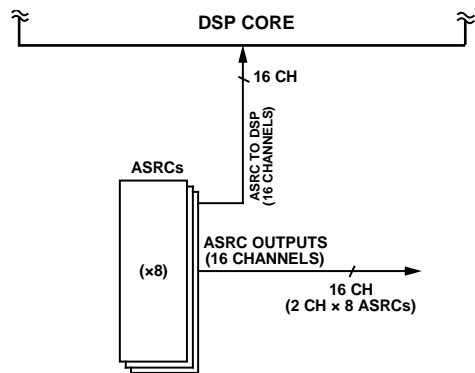 DSP CORE
16 CH
ASRC TO DSP
(16 CHANNELS)
ASRCs
(×8)
ASRC OUTPUTS
(16 CHANNELS)
16 CH
(2 CH × 8 ASRCs)